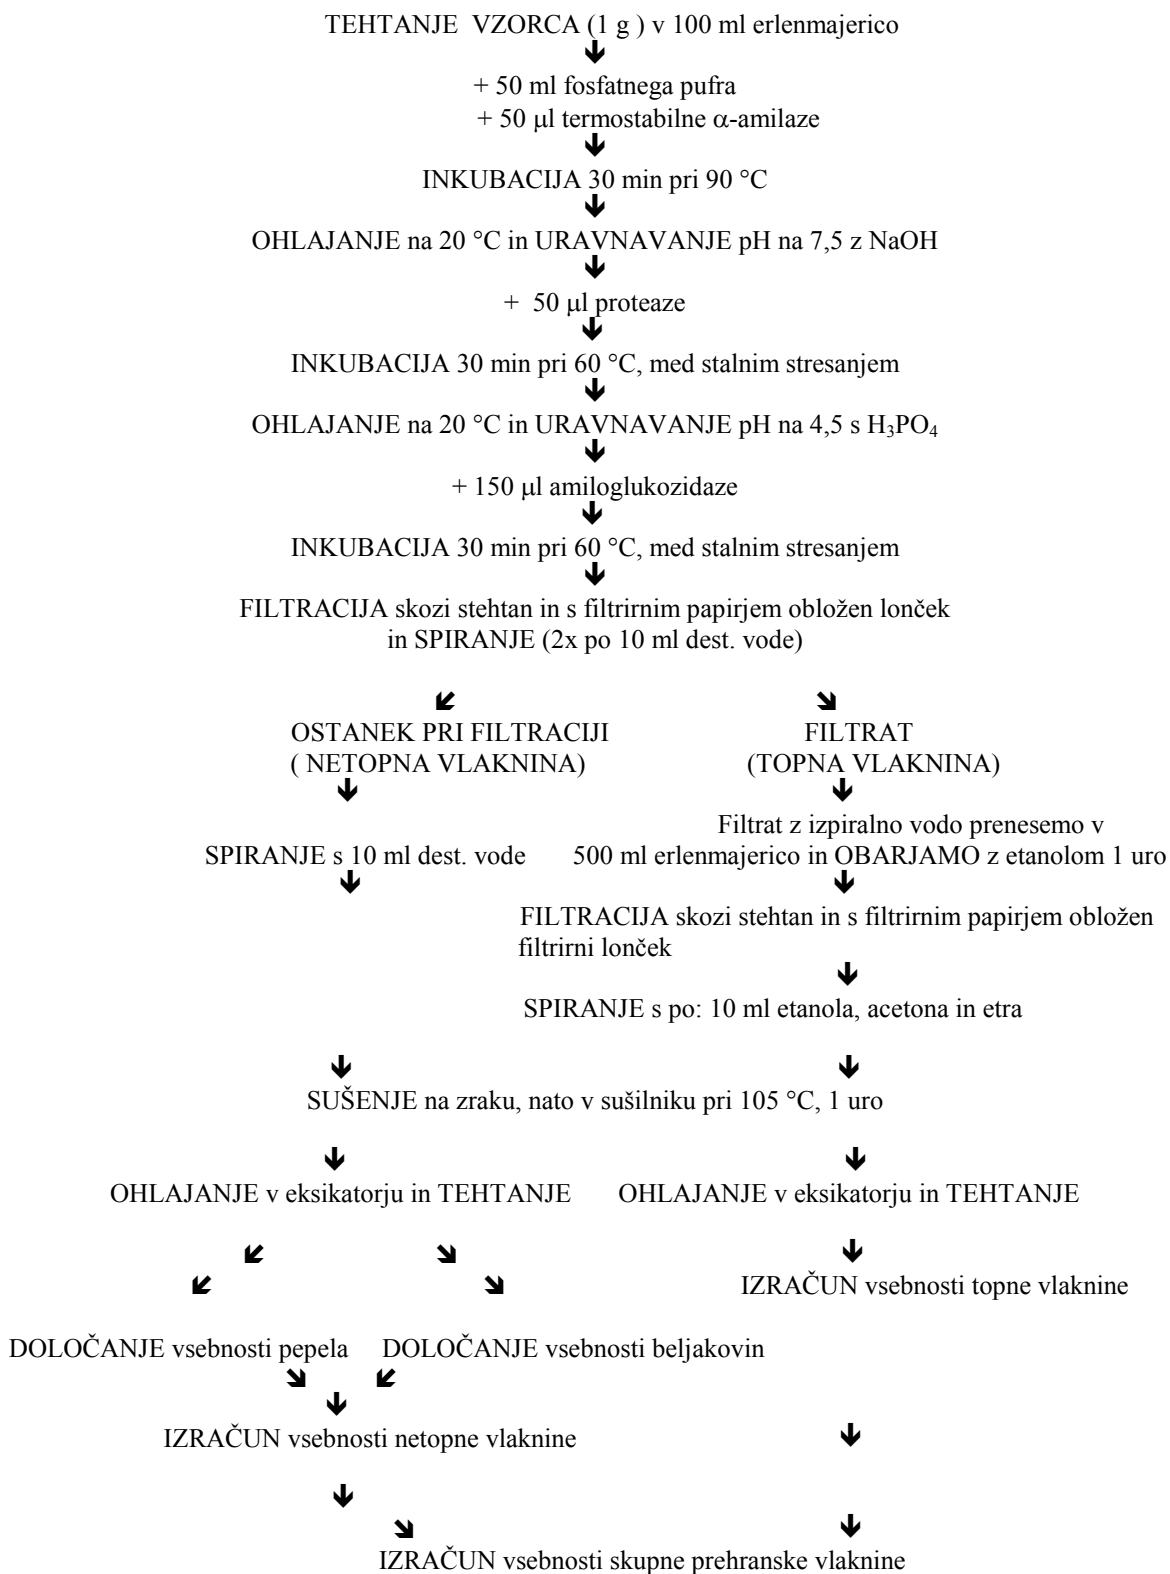 TEHTANJE VZORCA (1 g ) v 100 ml erlenmajerico
+ 50 ml fosfatnega pufra
+ 50 μl termostabilne α-amilaze
INKUBACIJA 30 min pri 90 °C
OHLAJANJE na 20 °C in URAVNAVANJE pH na 7,5 z NaOH
+ 50 μl proteaze
INKUBACIJA 30 min pri 60 °C, med stalnim stresanjem
OHLAJANJE na 20 °C in URAVNAVANJE pH na 4,5 s H₃PO₄
+ 150 μl amiloglukozidaze
INKUBACIJA 30 min pri 60 °C, med stalnim stresanjem
FILTRACIJA skozi stehtan in s filtrirnim papirjem obložen lonček
in SPIRANJE (2x po 10 ml dest. vode)
OSTANEK PRI FILTRACIJI
( NETOPNA VLAKNINA)
FILTRAT
(TOPNA VLAKNINA)
SPIRANJE s 10 ml dest. vode
Filtrat z izpiralno vodo prenesemo v
500 ml erlenmajerico in OBARJAMO z etanolom 1 uro
FILTRACIJA skozi stehtan in s filtrirnim papirjem obložen
filtrirni lonček
SPIRANJE s po: 10 ml etanola, acetona in etra
SUŠENJE na zraku, nato v sušilniku pri 105 °C, 1 uro
OHLAJANJE v eksikatorju in TEHTANJE
OHLAJANJE v eksikatorju in TEHTANJE
IZRAČUN vsebnosti topne vlaknine
DOLOČANJE vsebnosti pepela
DOLOČANJE vsebnosti beljakovin
IZRAČUN vsebnosti netopne vlaknine
IZRAČUN vsebnosti skupne prehranske vlaknine